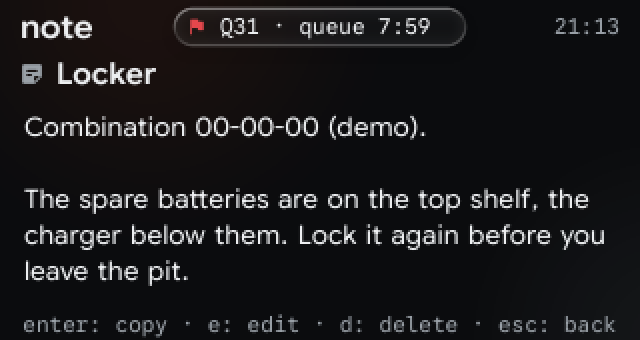 note
Q31 · queue 7:59
21:13
Locker
Combination 00-00-00 (demo).
The spare batteries are on the top shelf, the
charger below them. Lock it again before you
leave the pit.
enter: copy · e: edit · d: delete · esc: back